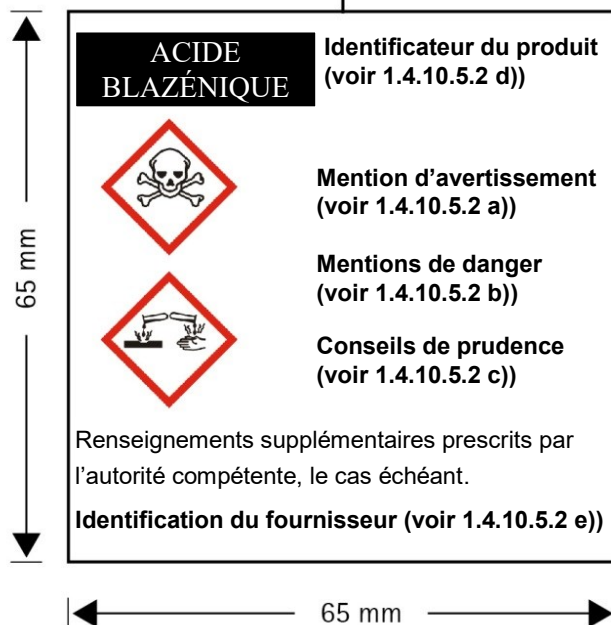 ACIDE
BLAZÉNIQUE
Identificateur du produit
(voir 1.4.10.5.2 d))
Mention d’avertissement
(voir 1.4.10.5.2 a))
Mentions de danger
(voir 1.4.10.5.2 b))
Conseils de prudence
(voir 1.4.10.5.2 c))
Renseignements supplémentaires prescrits par
l’autorité compétente, le cas échéant.
Identification du fournisseur (voir 1.4.10.5.2 e))
65 mm
65 mm